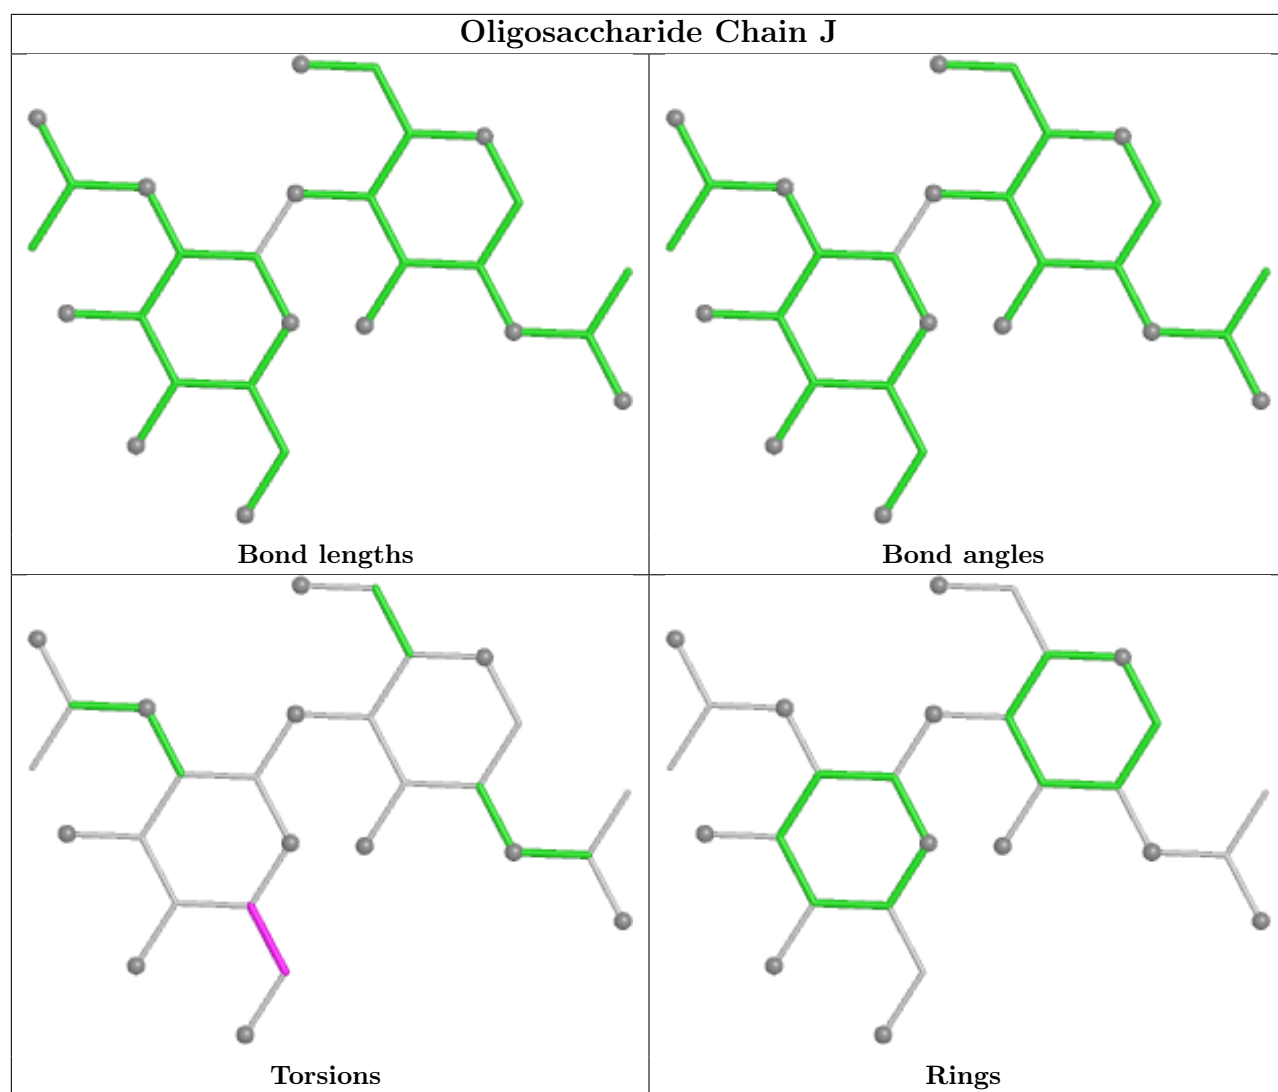 Oligosaccharide Chain J
Bond lengths
Bond angles
Torsions
Rings